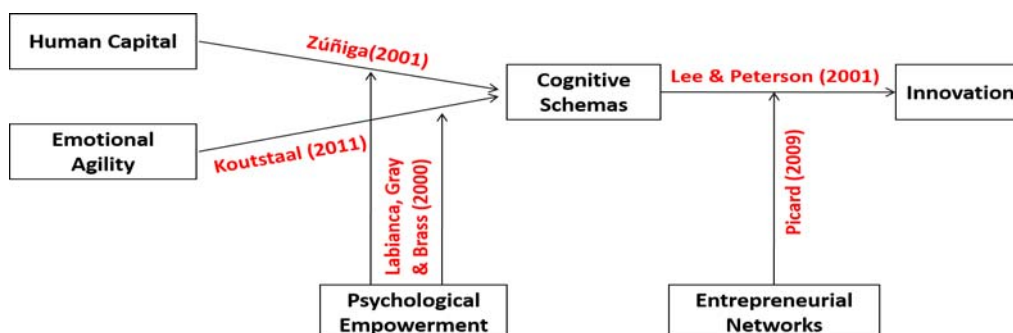 Human Capital
Zúñiga(2001)
Cognitive
Schemas
Lee & Peterson (2001)
Innovation
Emotional
Agility
Koutstaal (2011)
Labianca, Gray
& Brass (2000)
Picard (2009)
Psychological
Empowerment
Entrepreneurial
Networks